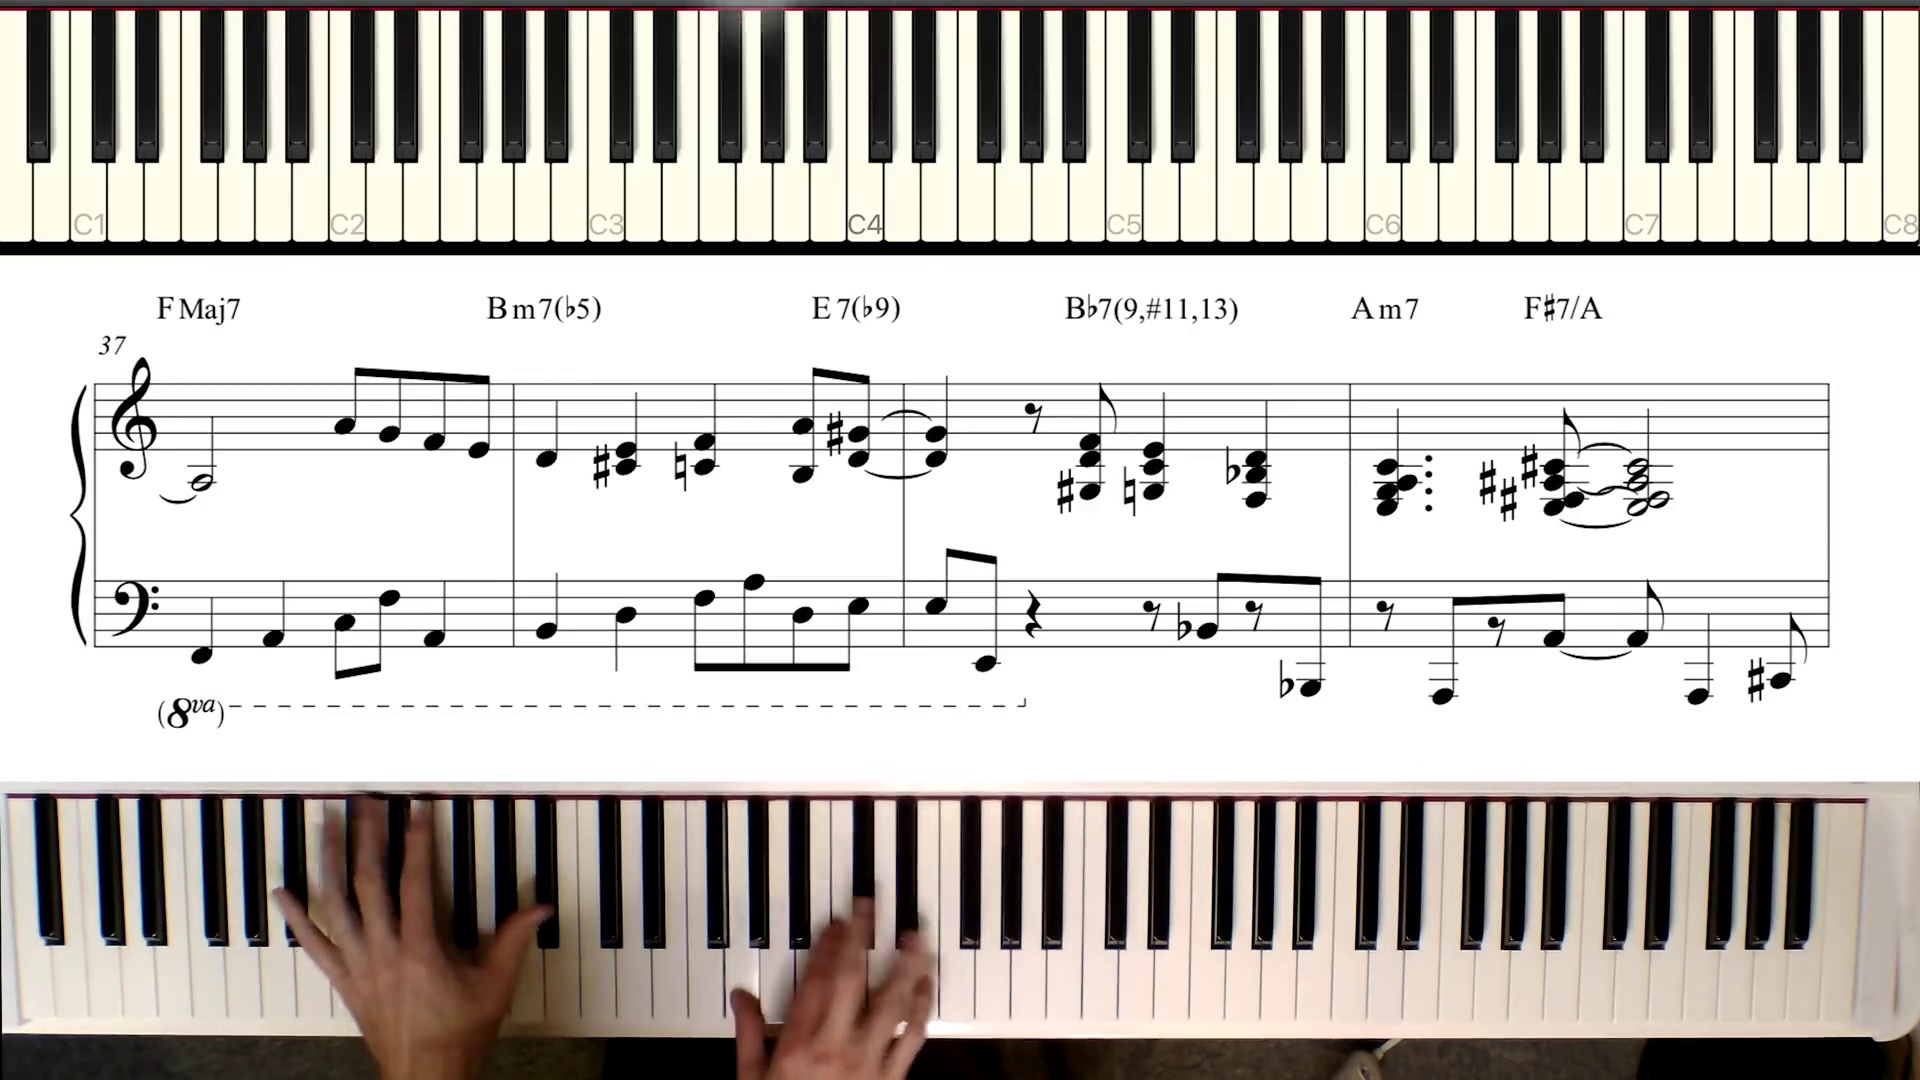 C1 C2 C3 C4 C5 C6 C7 C8
F Maj7 B m7(♭5) E 7(♭9) B♭7(9,#11,13) A m7 F♯7/A
37
(8va)